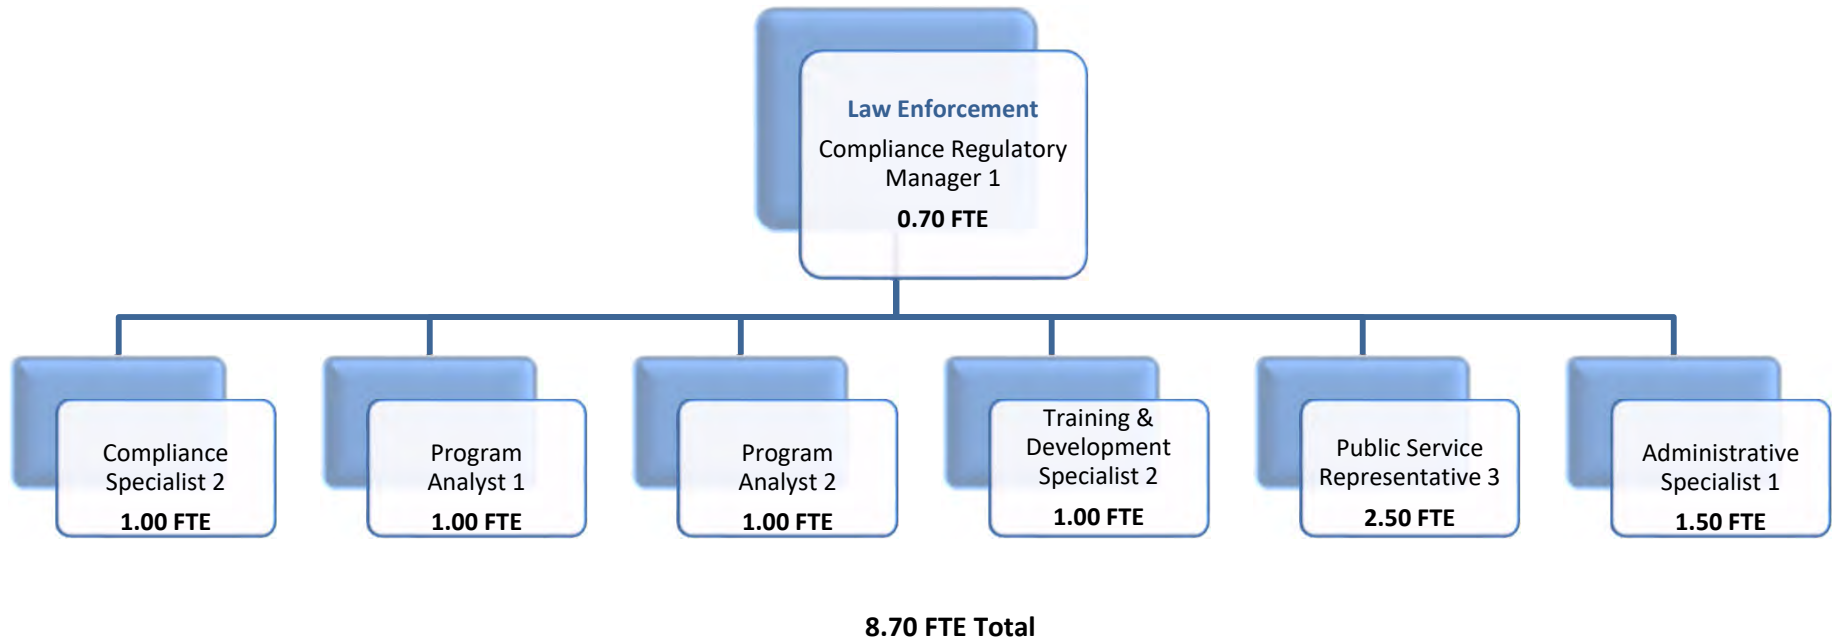 Law Enforcement
Compliance Regulatory
Manager 1
0.70 FTE
Compliance
Specialist 2
1.00 FTE
Program
Analyst 1
1.00 FTE
Program
Analyst 2
1.00 FTE
Training &
Development
Specialist 2
1.00 FTE
Public Service
Representative 3
2.50 FTE
Administrative
Specialist 1
1.50 FTE
8.70 FTE Total